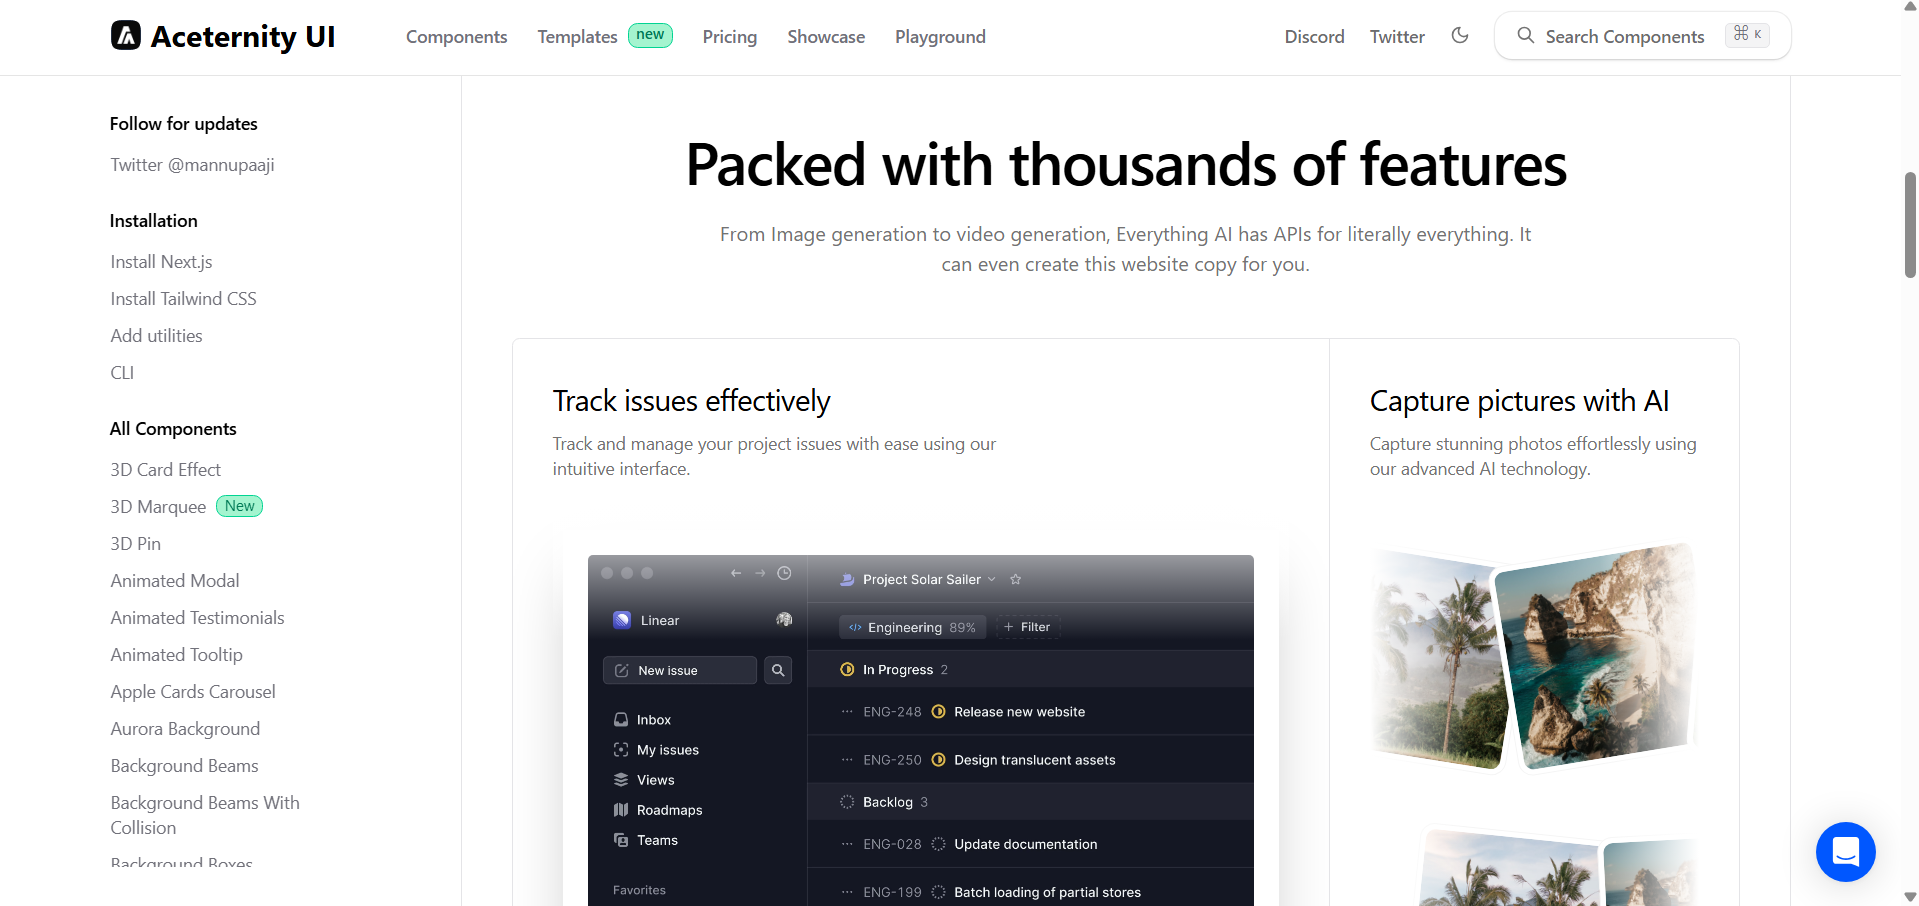 Aceternity UI
Components
Templates new
Pricing
Showcase
Playground
Discord
Twitter
Search Components ⌘ K
Follow for updates
Twitter @mannupaaji
Installation
Install Next.js
Install Tailwind CSS
Add utilities
CLI
All Components
3D Card Effect
3D Marquee New
3D Pin
Animated Modal
Animated Testimonials
Animated Tooltip
Apple Cards Carousel
Aurora Background
Background Beams
Background Beams With
Collision
Background Boxes
Packed with thousands of features
From Image generation to video generation, Everything AI has APIs for literally everything. It
can even create this website copy for you.
Track issues effectively
Track and manage your project issues with ease using our
intuitive interface.
Linear
New issue
Inbox
My issues
Views
Roadmaps
Teams
Favorites
Project Solar Sailer
Engineering 89%
+ Filter
In Progress 2
ENG-248 Release new website
ENG-250 Design translucent assets
Backlog 3
ENG-028 Update documentation
ENG-199 Batch loading of partial stores
Capture pictures with AI
Capture stunning photos effortlessly using
our advanced AI technology.